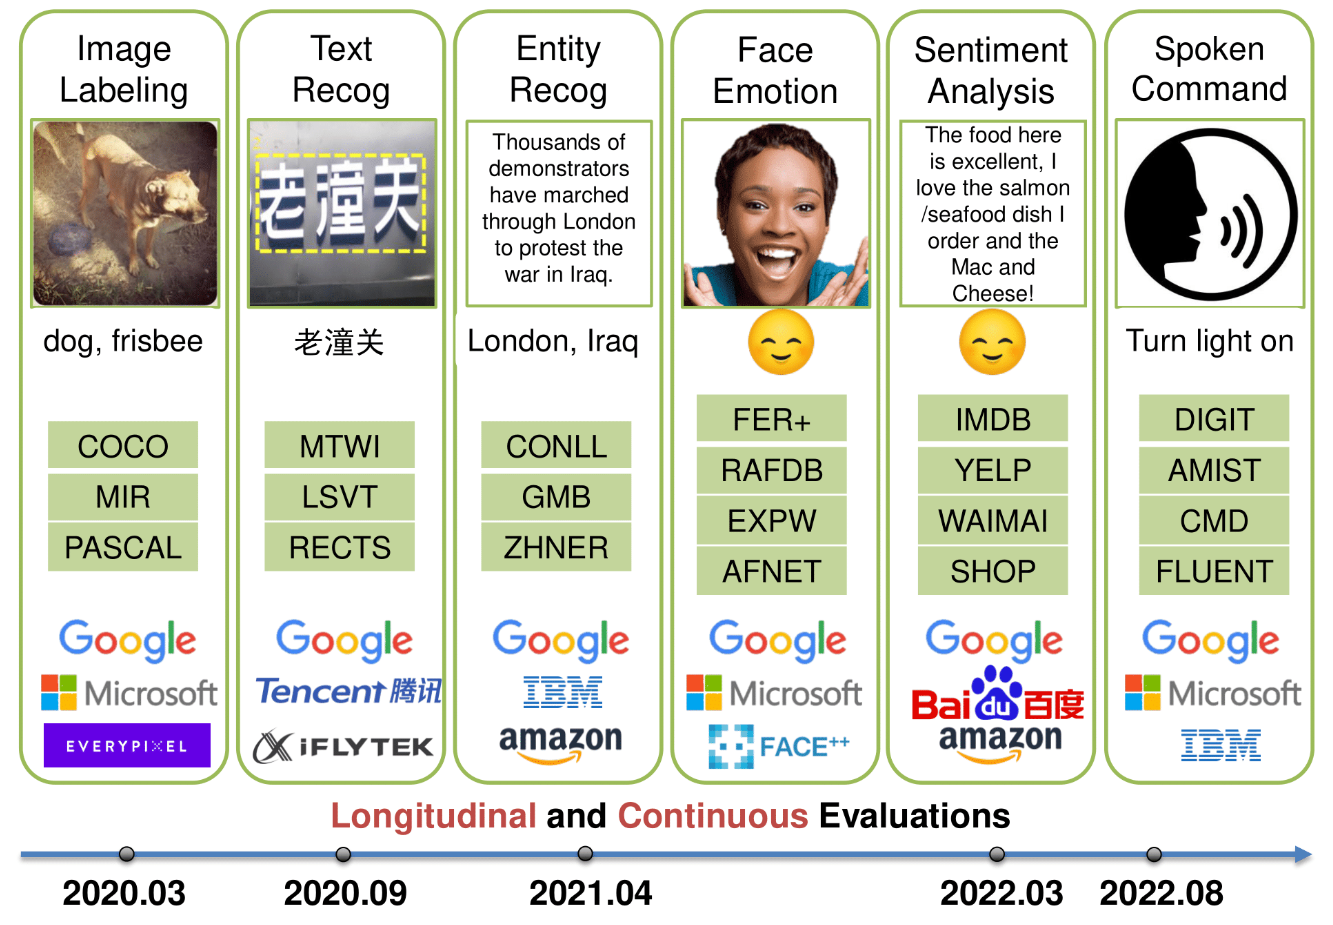 Image
Labeling
dog, frisbee
COCO
MIR
PASCAL
Google
Microsoft
EVERYPIXEL
Text
Recog
老潼关
老潼关
MTWI
LSVT
RECTS
Google
Tencent 腾讯
iFLYTEK
Entity
Recog
Thousands of
demonstrators
have marched
through London
to protest the
war in Iraq.
London, Iraq
CONLL
GMB
ZHNER
Google
IBM
amazon
Face
Emotion
FER+
RAFDB
EXPW
AFNET
Google
Microsoft
FACE++
Sentiment
Analysis
The food here
is excellent, I
love the salmon
/seafood dish I
order and the
Mac and
Cheese!
IMDB
YELP
WAIMAI
SHOP
Google
Bai du 百度
amazon
Spoken
Command
Turn light on
DIGIT
AMIST
CMD
FLUENT
Google
Microsoft
IBM
Longitudinal and Continuous Evaluations
2020.03 2020.09 2021.04 2022.03 2022.08